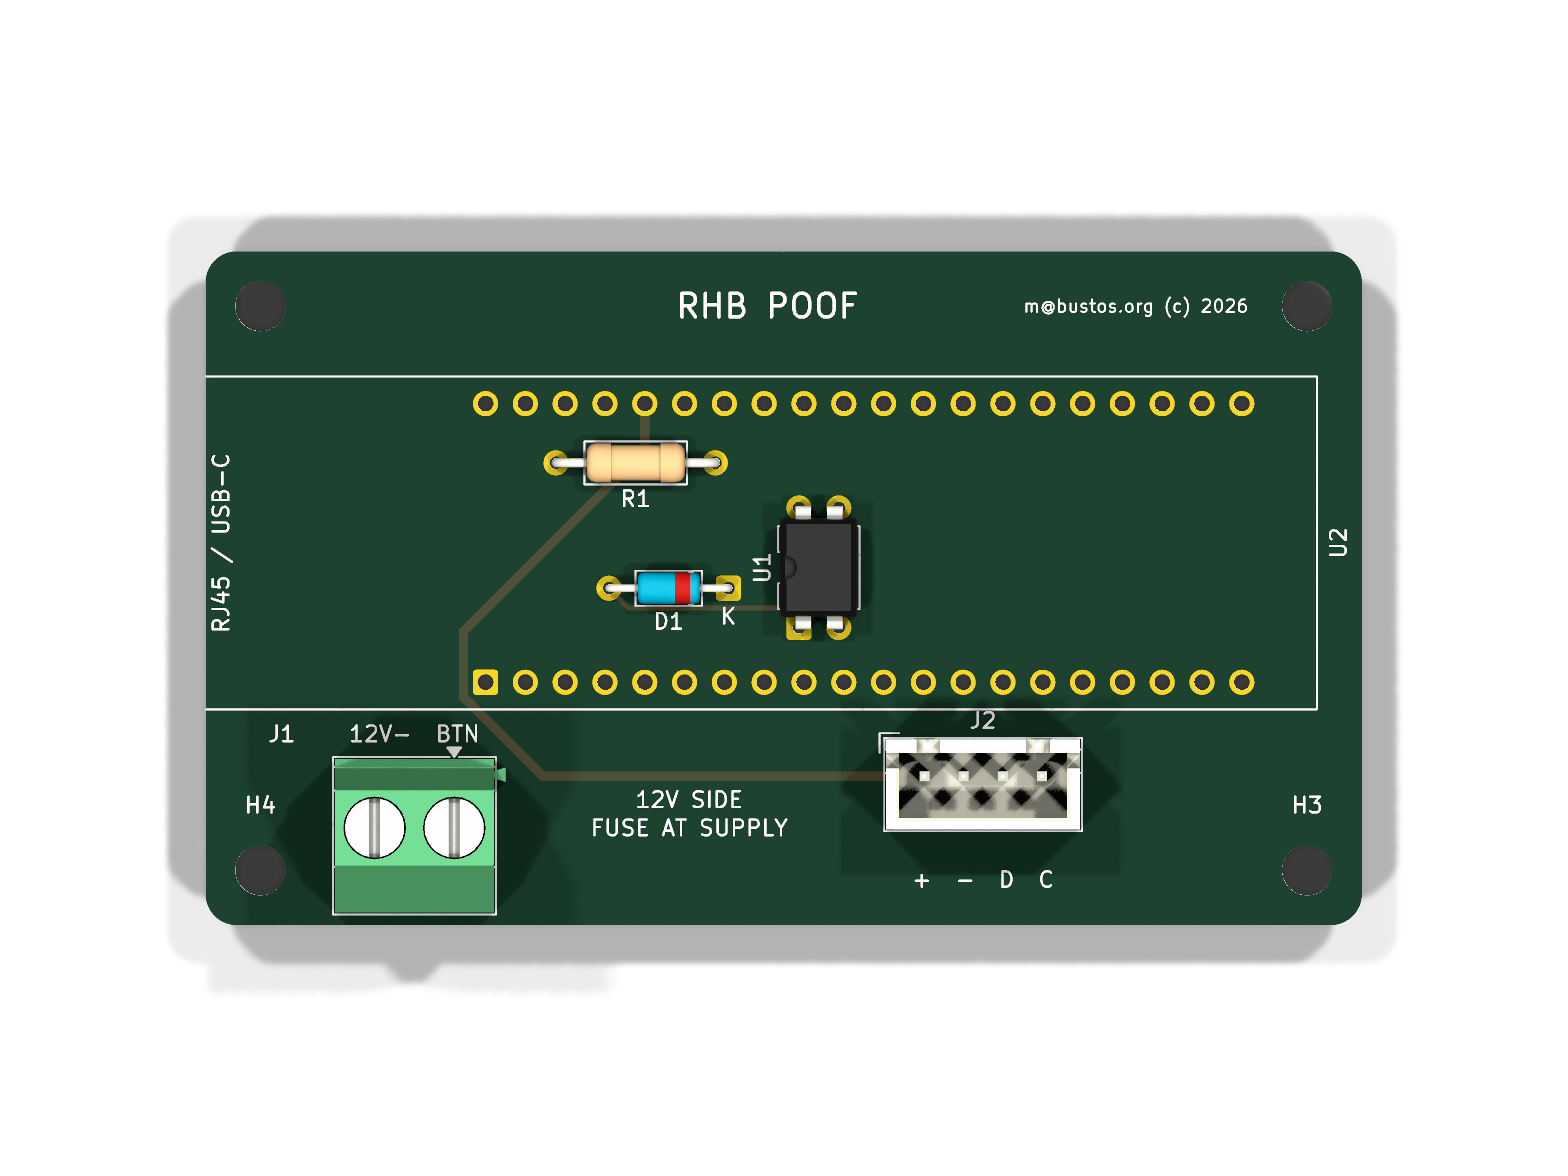 RHB POOF
m@bustos.org (c) 2026
RJ45 / USB-C
R1
U1
U2
D1
K
J1
12V-
BTN
J2
H4
12V SIDE
FUSE AT SUPPLY
H3
+ - D C